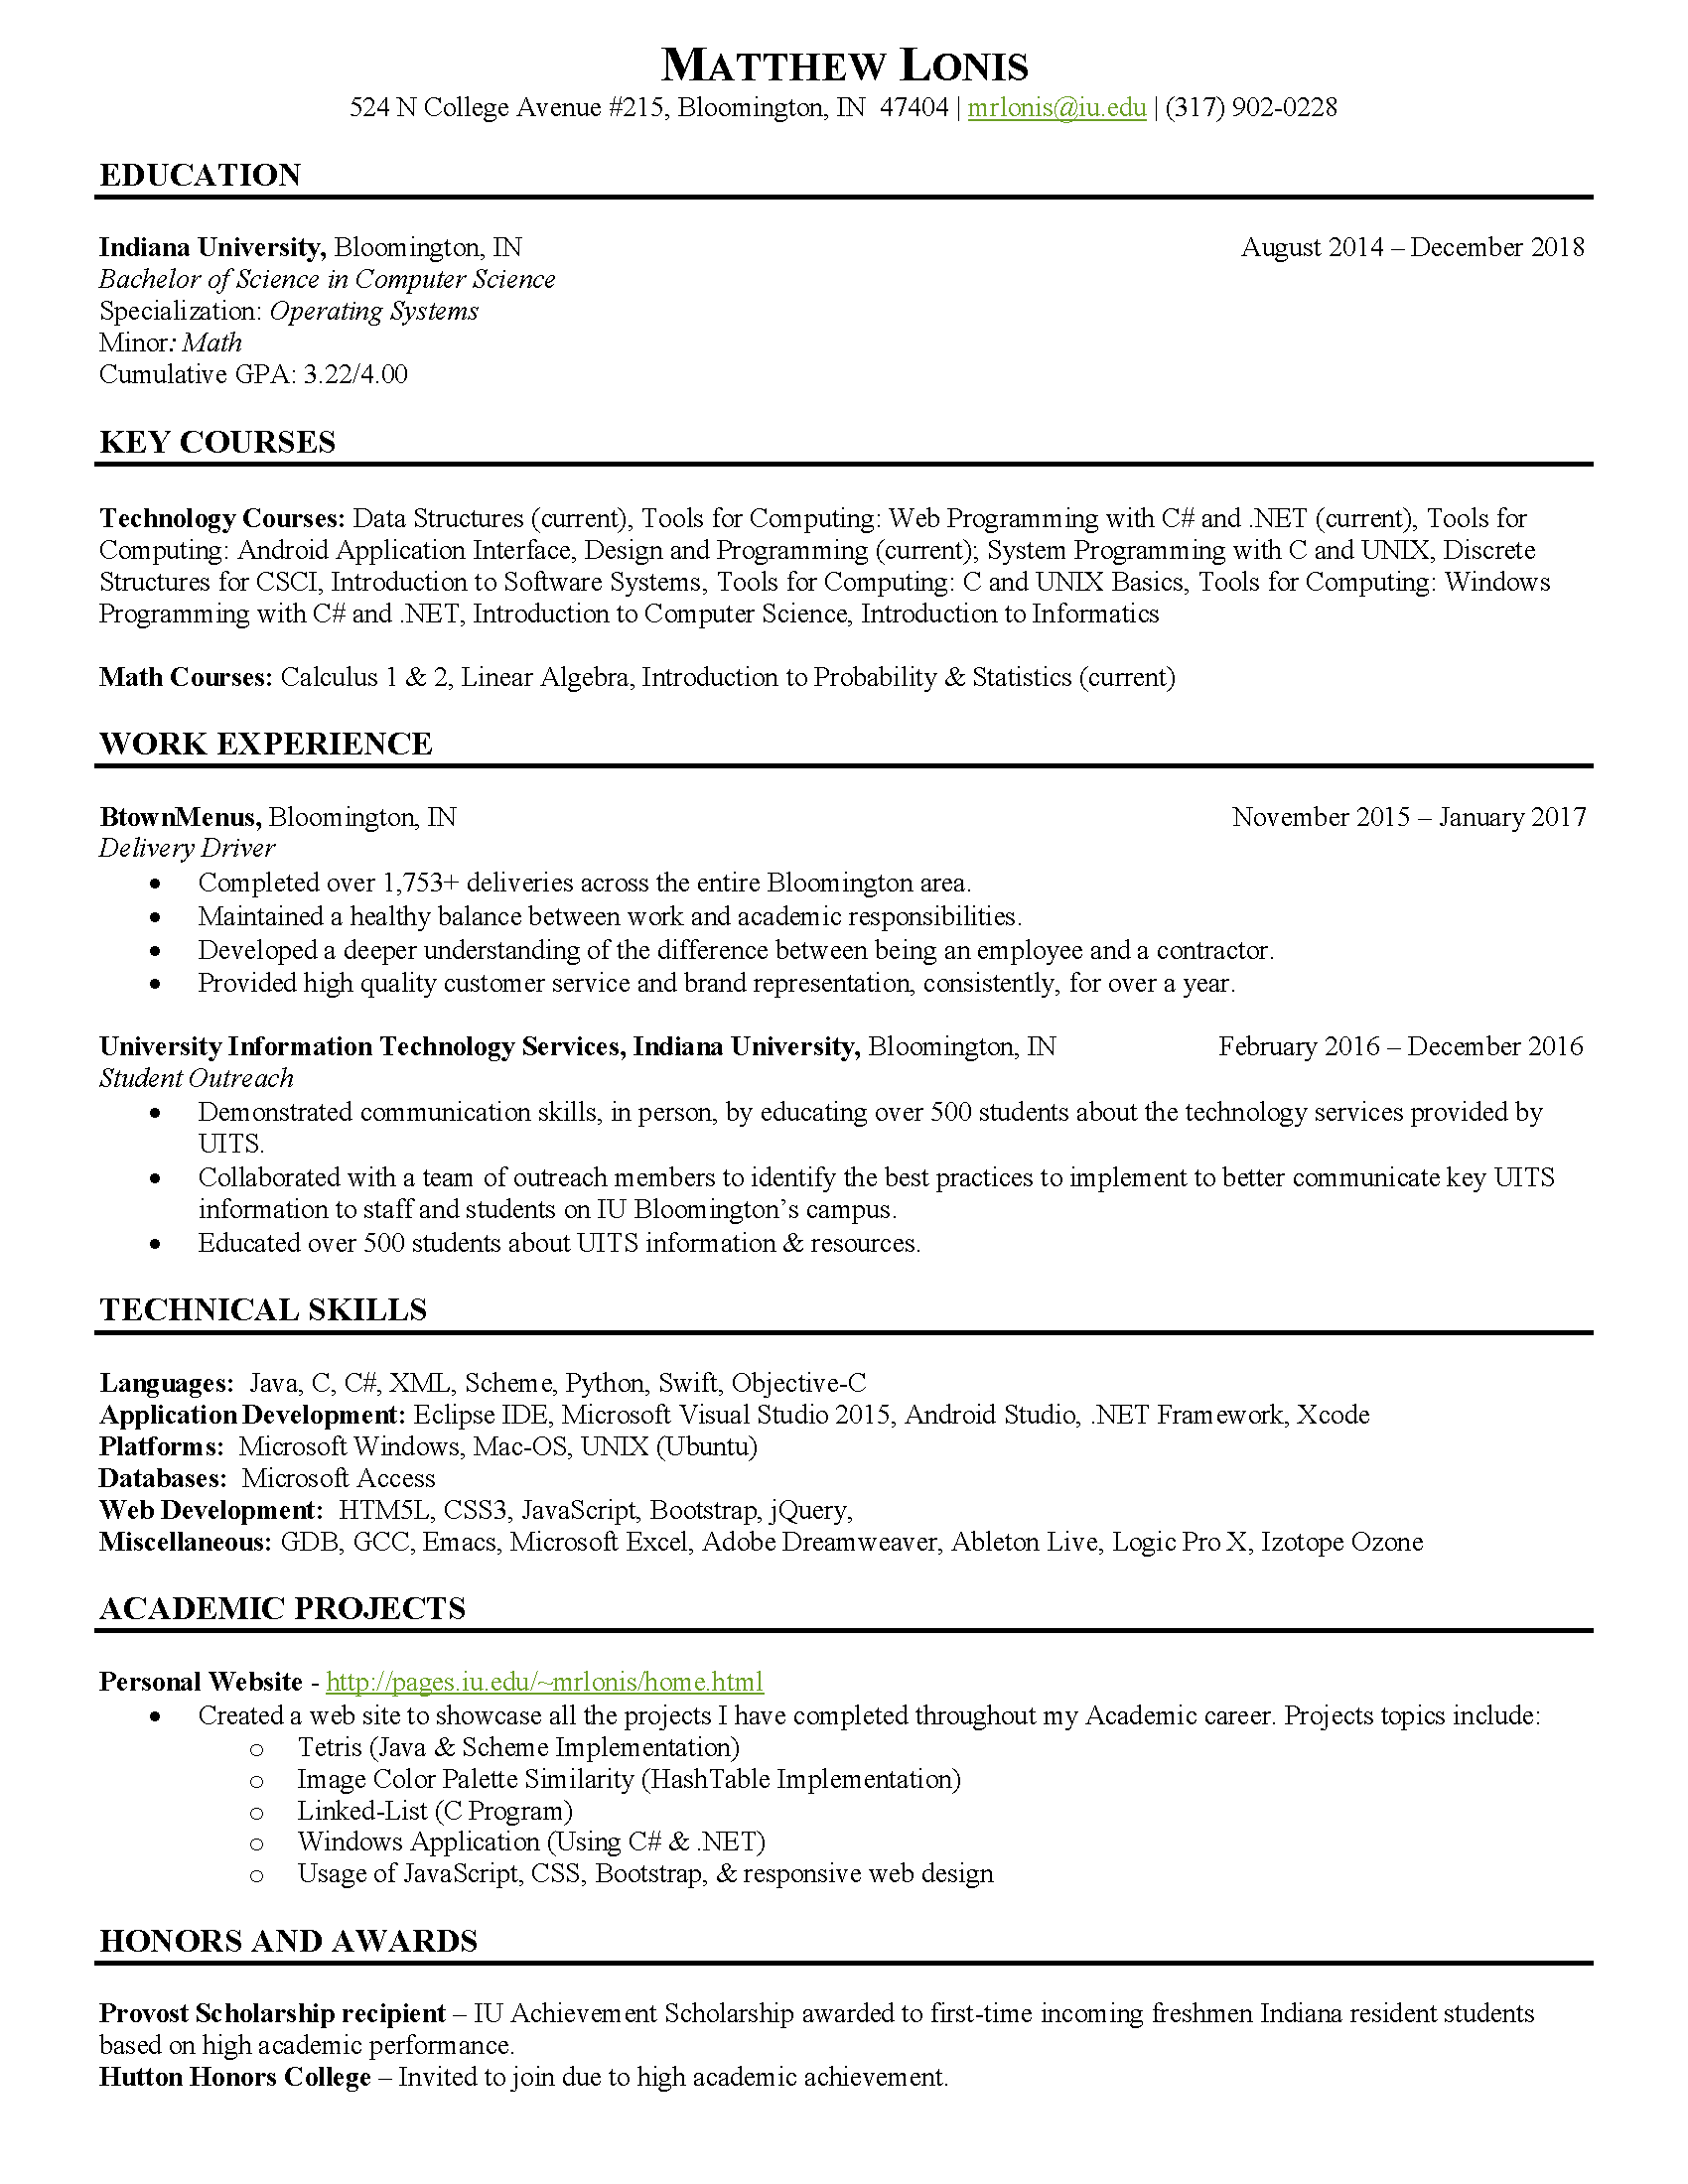 MATTHEW LONIS
524 N College Avenue #215, Bloomington, IN  47404 | mrlonis@iu.edu | (317) 902-0228
EDUCATION
Indiana University, Bloomington, IN August 2014 – December 2018
Bachelor of Science in Computer Science
Specialization: Operating Systems
Minor: Math
Cumulative GPA: 3.22/4.00
KEY COURSES
Technology Courses: Data Structures (current), Tools for Computing: Web Programming with C# and .NET (current), Tools for
Computing: Android Application Interface, Design and Programming (current); System Programming with C and UNIX, Discrete
Structures for CSCI, Introduction to Software Systems, Tools for Computing: C and UNIX Basics, Tools for Computing: Windows
Programming with C# and .NET, Introduction to Computer Science, Introduction to Informatics
Math Courses: Calculus 1 & 2, Linear Algebra, Introduction to Probability & Statistics (current)
WORK EXPERIENCE
BtownMenus, Bloomington, IN November 2015 – January 2017
Delivery Driver
• Completed over 1,753+ deliveries across the entire Bloomington area.
• Maintained a healthy balance between work and academic responsibilities.
• Developed a deeper understanding of the difference between being an employee and a contractor.
• Provided high quality customer service and brand representation, consistently, for over a year.
University Information Technology Services, Indiana University, Bloomington, IN February 2016 – December 2016
Student Outreach
• Demonstrated communication skills, in person, by educating over 500 students about the technology services provided by
UITS.
• Collaborated with a team of outreach members to identify the best practices to implement to better communicate key UITS
information to staff and students on IU Bloomington’s campus.
• Educated over 500 students about UITS information & resources.
TECHNICAL SKILLS
Languages:  Java, C, C#, XML, Scheme, Python, Swift, Objective-C
Application Development: Eclipse IDE, Microsoft Visual Studio 2015, Android Studio, .NET Framework, Xcode
Platforms:  Microsoft Windows, Mac-OS, UNIX (Ubuntu)
Databases:  Microsoft Access
Web Development:  HTM5L, CSS3, JavaScript, Bootstrap, jQuery,
Miscellaneous: GDB, GCC, Emacs, Microsoft Excel, Adobe Dreamweaver, Ableton Live, Logic Pro X, Izotope Ozone
ACADEMIC PROJECTS
Personal Website - http://pages.iu.edu/~mrlonis/home.html
• Created a web site to showcase all the projects I have completed throughout my Academic career. Projects topics include:
o Tetris (Java & Scheme Implementation)
o Image Color Palette Similarity (HashTable Implementation)
o Linked-List (C Program)
o Windows Application (Using C# & .NET)
o Usage of JavaScript, CSS, Bootstrap, & responsive web design
HONORS AND AWARDS
Provost Scholarship recipient – IU Achievement Scholarship awarded to first-time incoming freshmen Indiana resident students
based on high academic performance.
Hutton Honors College – Invited to join due to high academic achievement.